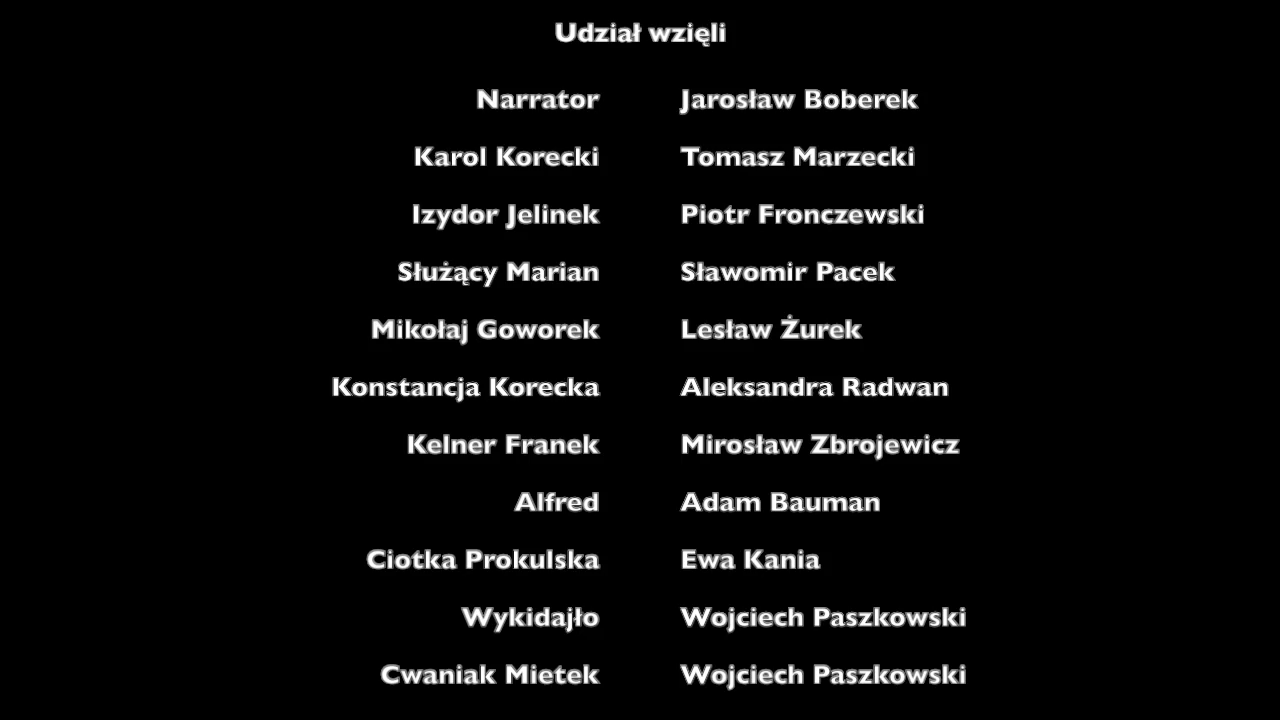 Udział wzięli
Narrator Jarosław Boberek
Karol Korecki Tomasz Marzecki
Izydor Jelinek Piotr Fronczewski
Służący Marian Sławomir Pacek
Mikołaj Goworek Lesław Żurek
Konstancja Korecka Aleksandra Radwan
Kelner Franek Mirosław Zbrojewicz
Alfred Adam Bauman
Ciotka Prokulska Ewa Kania
Wykidajło Wojciech Paszkowski
Cwaniak Mietek Wojciech Paszkowski